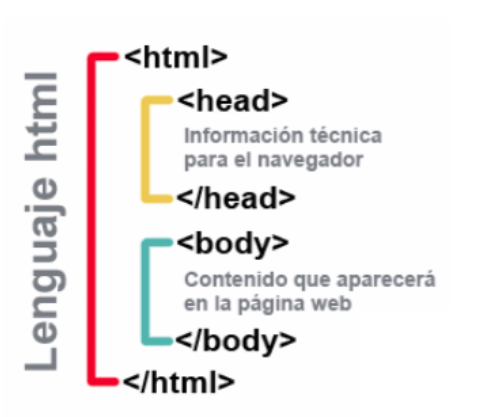 Lenguaje html
<html>
<head>
Información técnica
para el navegador
</head>
<body>
Contenido que aparecerá
en la página web
</body>
</html>